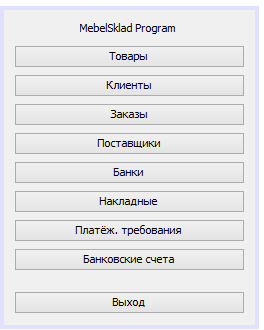 MebelSklad Program
Товары
Клиенты
Заказы
Поставщики
Банки
Накладные
Платёж. требования
Банковские счета
Выход